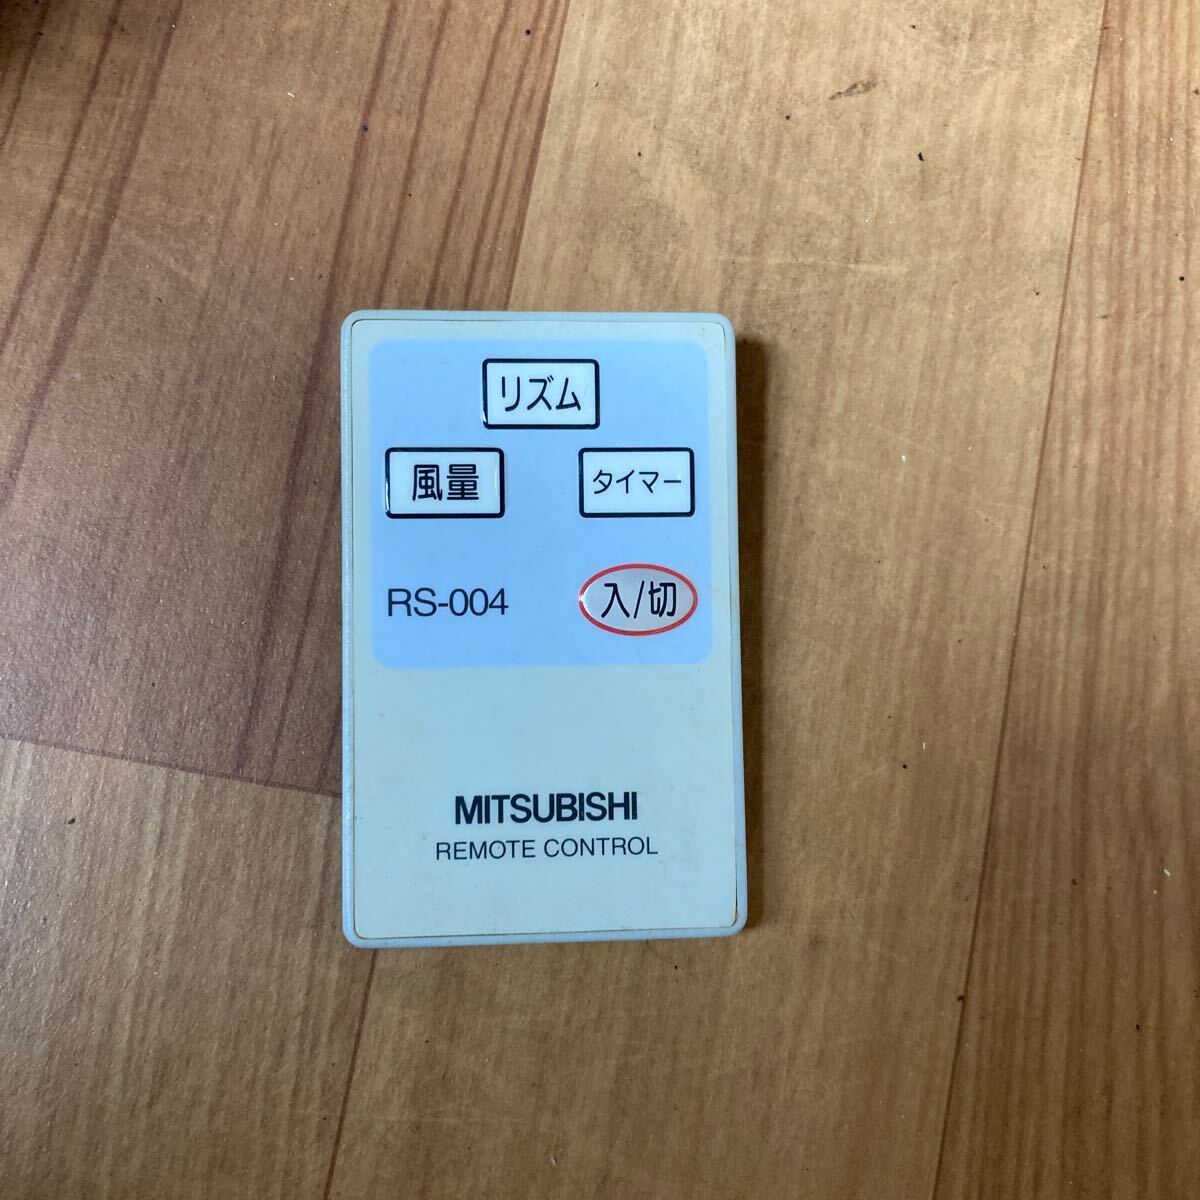 リズム
風量
タイマー
RS-004
入/切
MITSUBISHI
REMOTE CONTROL